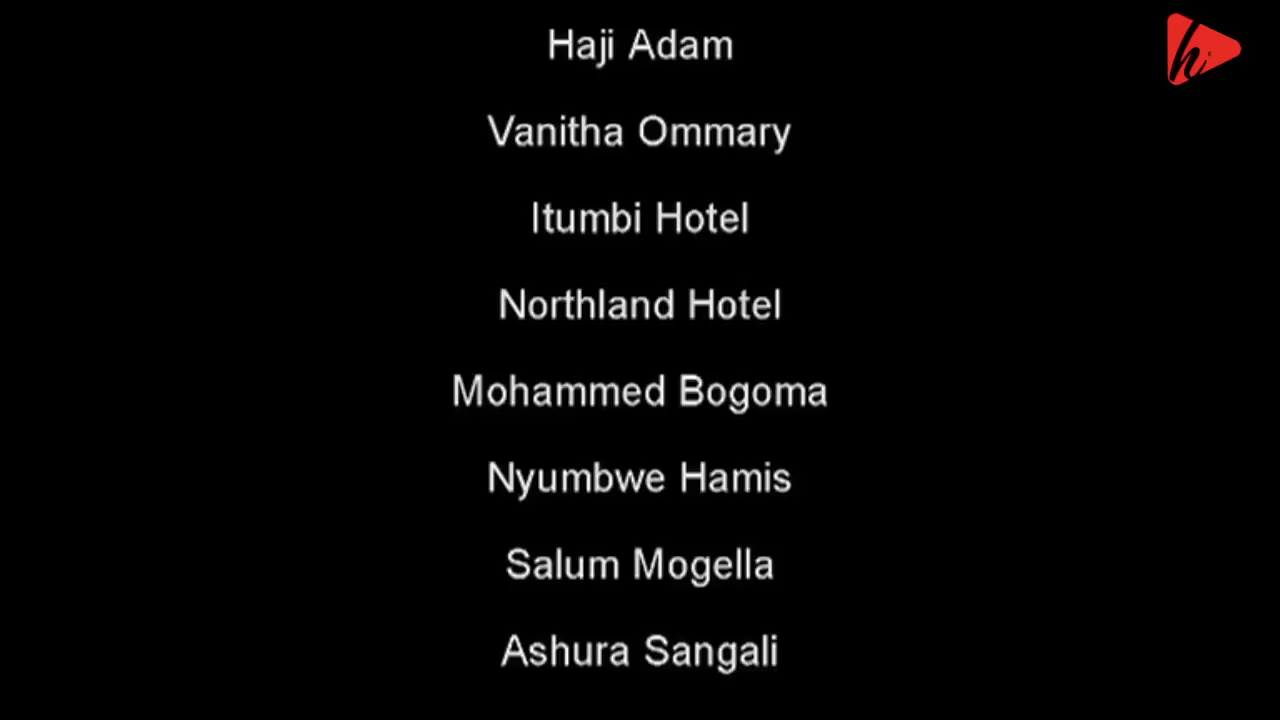 Haji Adam
Vanitha Ommary
Itumbi Hotel
Northland Hotel
Mohammed Bogoma
Nyumbwe Hamis
Salum Mogella
Ashura Sangali